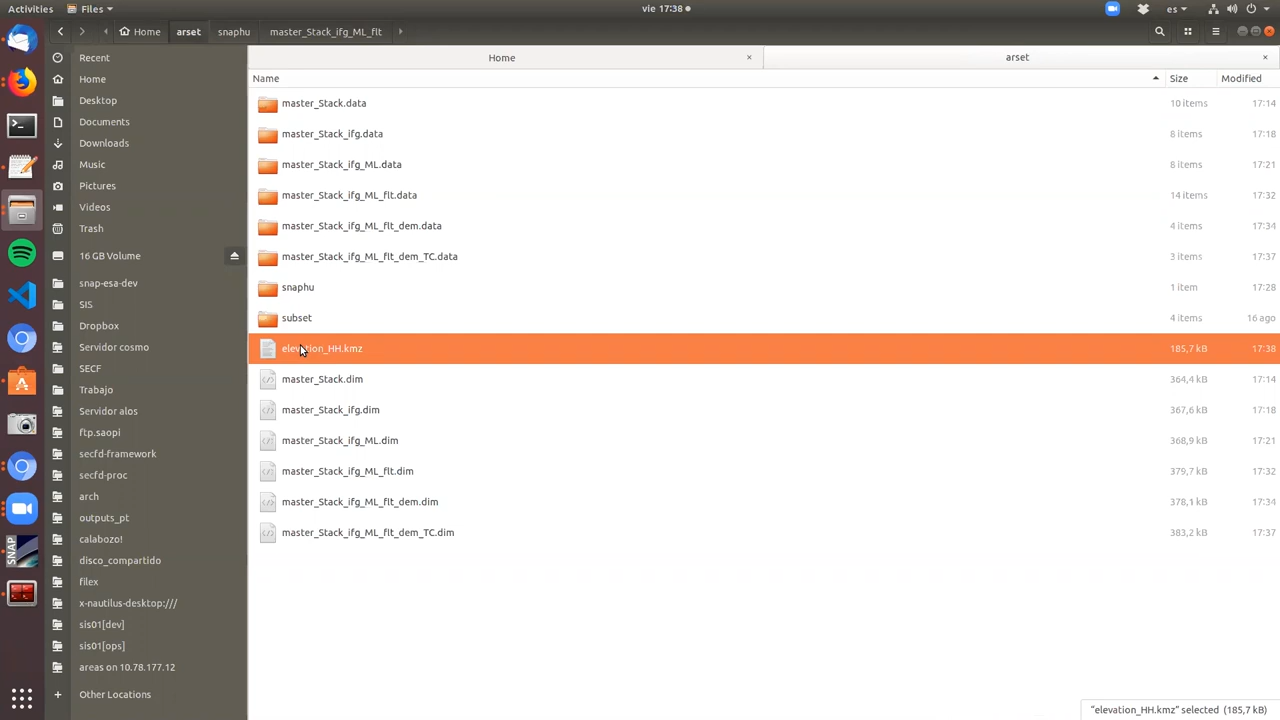 Activities Files vie 17:38 es
Home arset snaphu master_Stack_ifg_ML_flt
Recent
Home
Desktop
Documents
Downloads
Music
Pictures
Videos
Trash
16 GB Volume
snap-esa-dev
SIS
Dropbox
Servidor cosmo
SECF
Trabajo
Servidor alos
ftp.saopi
secfd-framework
secfd-proc
arch
outputs_pt
calabozo!
disco_compartido
filex
x-nautilus-desktop:///
sis01[dev]
sis01[ops]
areas on 10.78.177.12
Other Locations
SNAP
Home arset
Name Size Modified
master_Stack.data 10 items 17:14
master_Stack_ifg.data 8 items 17:18
master_Stack_ifg_ML.data 8 items 17:21
master_Stack_ifg_ML_flt.data 14 items 17:32
master_Stack_ifg_ML_flt_dem.data 4 items 17:34
master_Stack_ifg_ML_flt_dem_TC.data 3 items 17:37
snaphu 1 item 17:28
subset 4 items 16 ago
elevation_HH.kmz 185,7 kB 17:38
master_Stack.dim 364,4 kB 17:14
master_Stack_ifg.dim 367,6 kB 17:18
master_Stack_ifg_ML.dim 368,9 kB 17:21
master_Stack_ifg_ML_flt.dim 379,7 kB 17:32
master_Stack_ifg_ML_flt_dem.dim 378,1 kB 17:34
master_Stack_ifg_ML_flt_dem_TC.dim 383,2 kB 17:37
"elevation_HH.kmz" selected (185,7 kB)